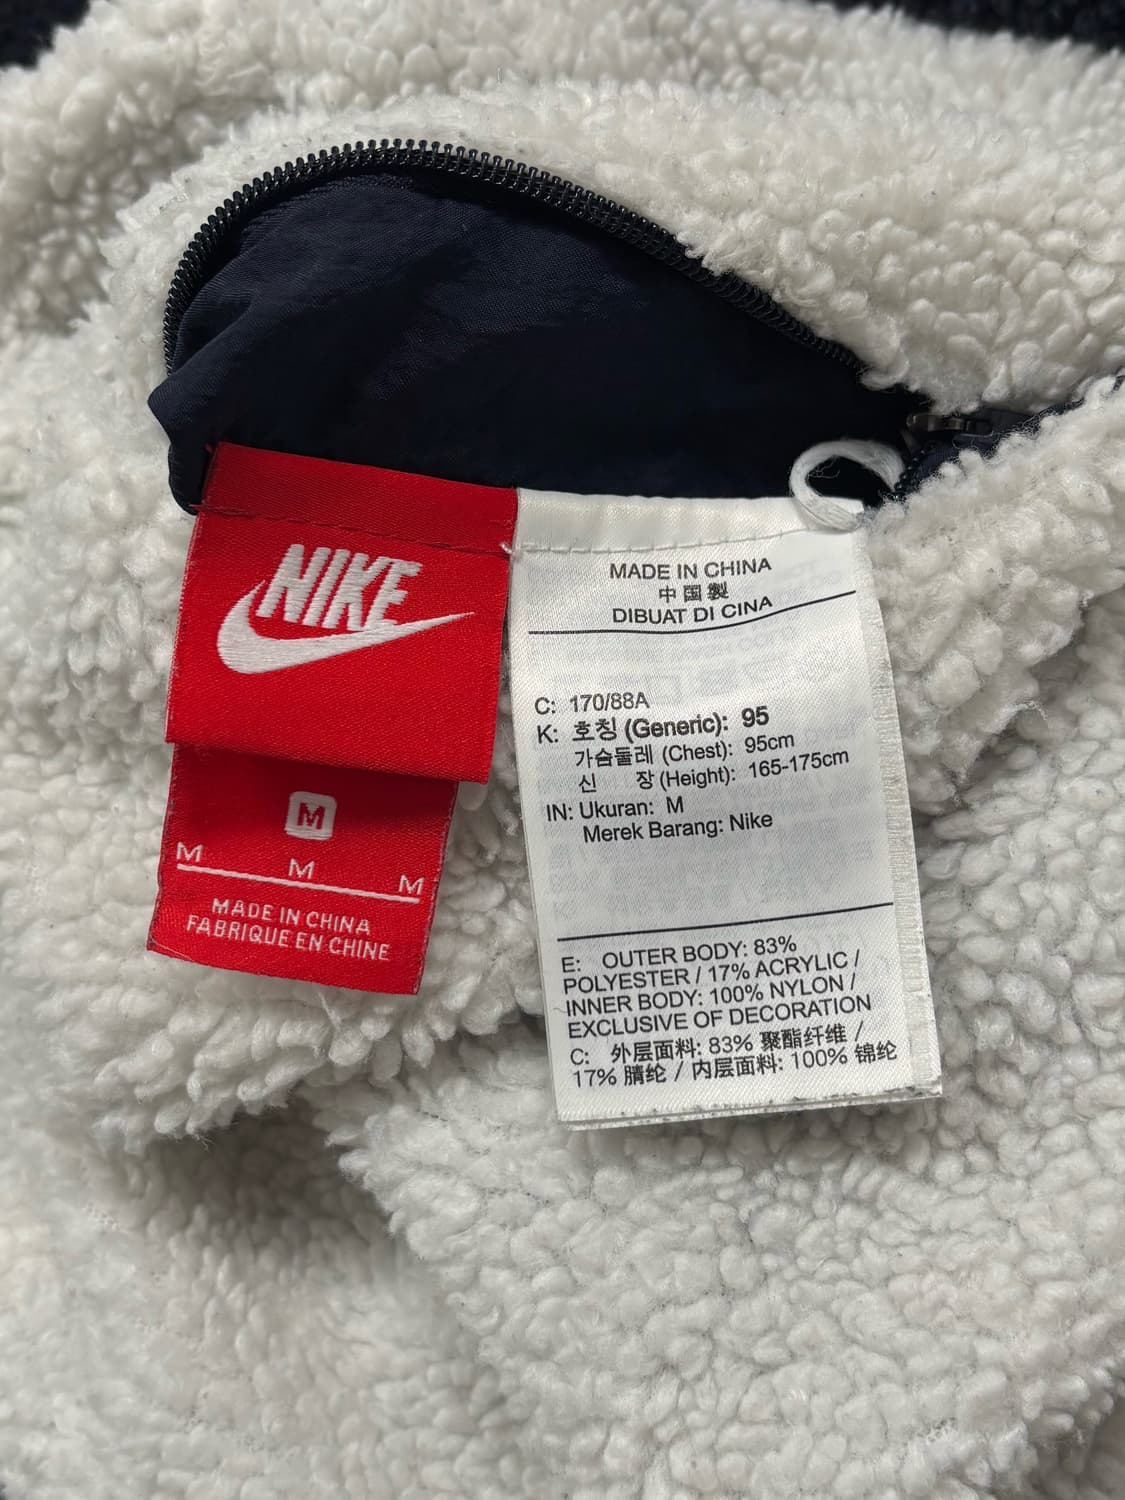 NIKE
M
M M M
MADE IN CHINA
FABRIQUE EN CHINE
MADE IN CHINA
中国製
DIBUAT DI CINA
C: 170/88A
K: 호칭 (Generic): 95
가슴둘레 (Chest): 95cm
신 장 (Height): 165-175cm
IN: Ukuran: M
Merek Barang: Nike
E: OUTER BODY: 83%
POLYESTER / 17% ACRYLIC /
INNER BODY: 100% NYLON /
EXCLUSIVE OF DECORATION
C: 外层面料: 83% 聚酯纤维 /
17% 腈纶 / 内层面料: 100% 锦纶